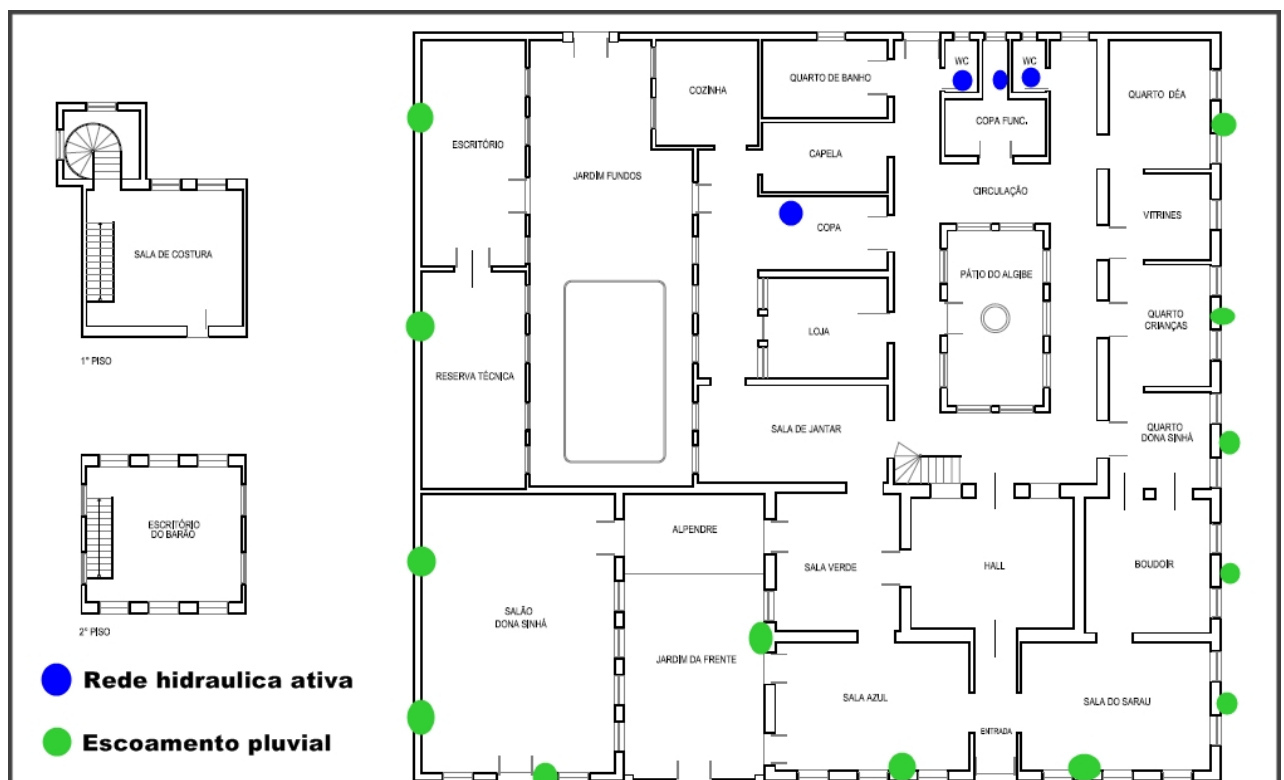 WC
WC
QUARTO DE BANHO
COZINHA
QUARTO DÉA
COPA FUNC.
ESCRITÓRIO
CAPELA
JARDIM FUNDOS
CIRCULAÇÃO
VITRINES
COPA
SALA DE COSTURA
PÁTIO DO ALGIBE
QUARTO
CRIANÇAS
LOJA
1° PISO
RESERVA TÉCNICA
SALA DE JANTAR
QUARTO
DONA SINHÁ
ESCRITÓRIO
DO BARÃO
ALPENDRE
SALA VERDE
HALL
BOUDOIR
SALÃO
DONA SINHÁ
2° PISO
JARDIM DA FRENTE
Rede hidraulica ativa
SALA AZUL
SALA DO SARAU
ENTRADA
Escoamento pluvial